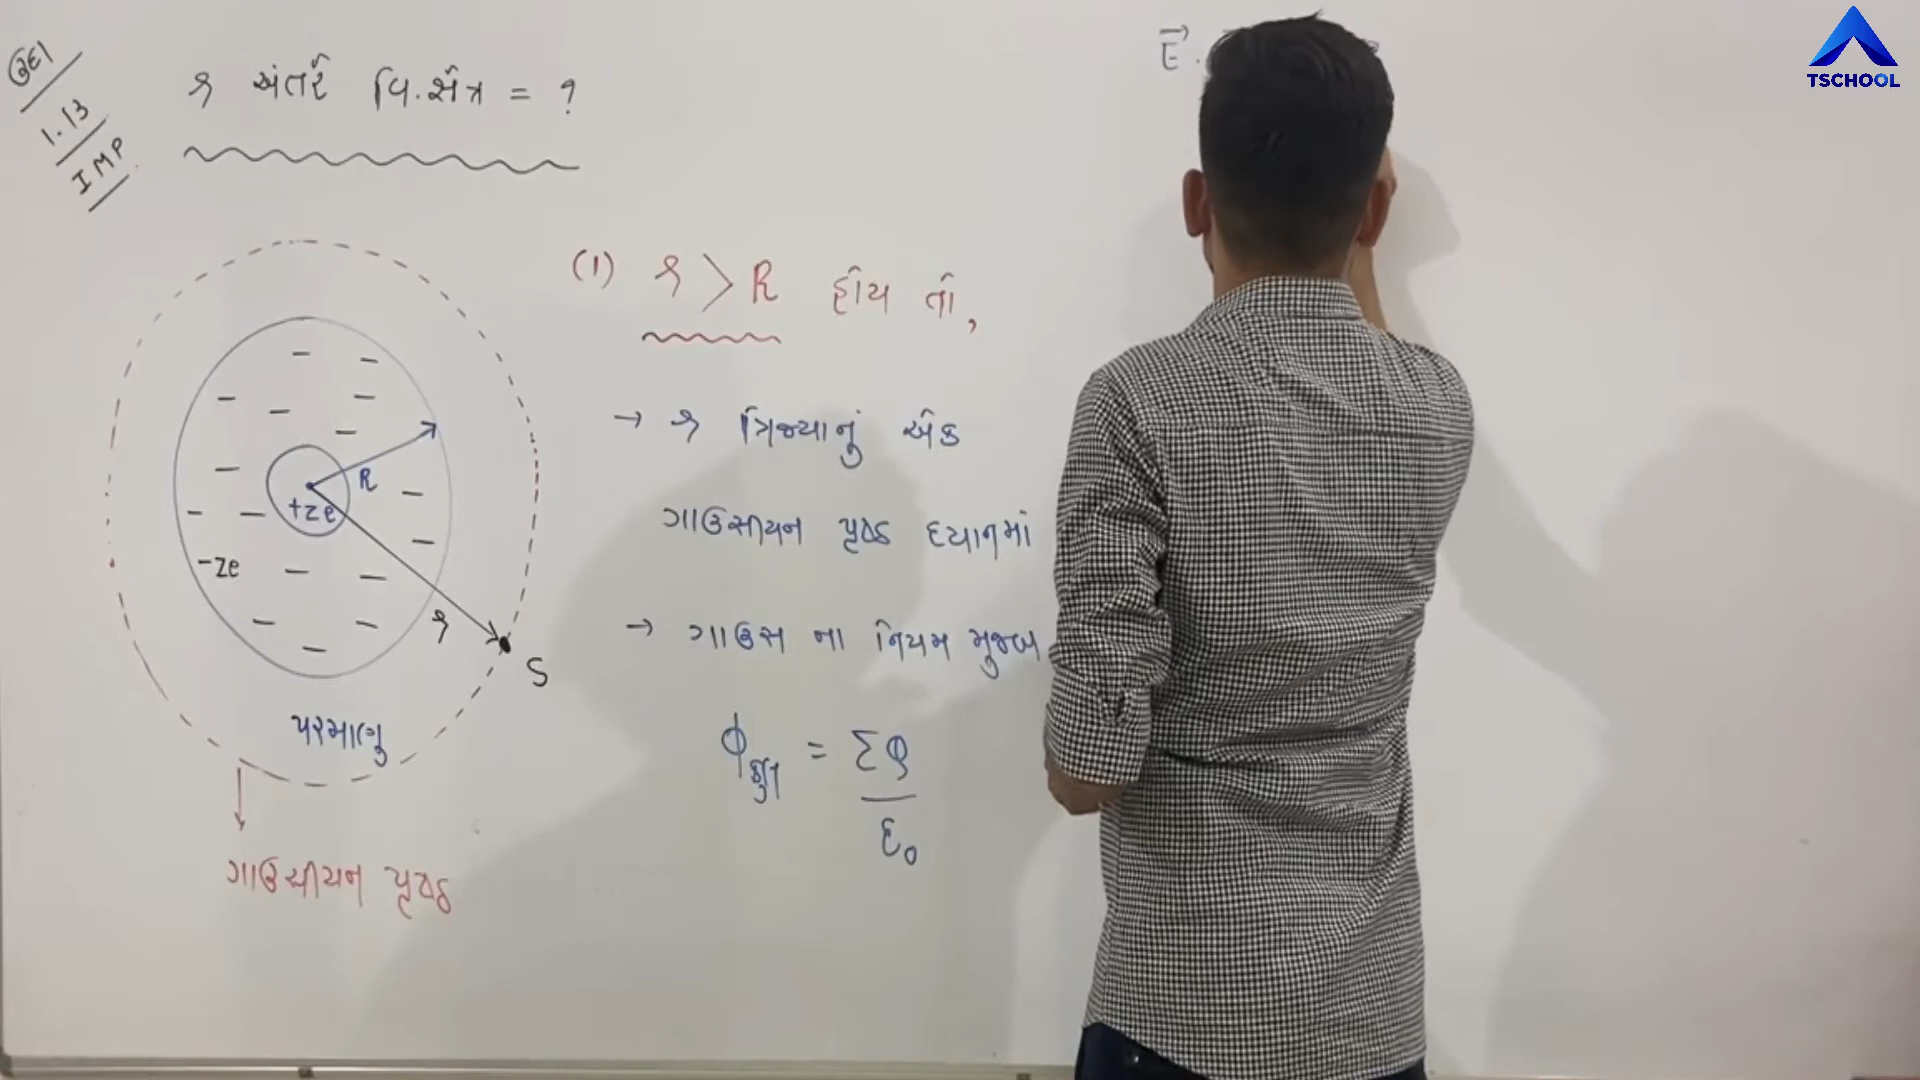 ઉદા
1.13
IMP
r અંતરે વિ.ક્ષેત્ર = ?
(1) r > R હોય તો,
→ r ત્રિજ્યાનું એક
ગાઉસીયન પૃષ્ઠ ધ્યાનમાં
→ ગાઉસ ના નિયમ મુજબ
ϕકુલ = ΣQ
ε₀
R
+ze
-ze
r
S
પરમાણુ
ગાઉસીયન પૃષ્ઠ
E⃗ .
TSCHOOL